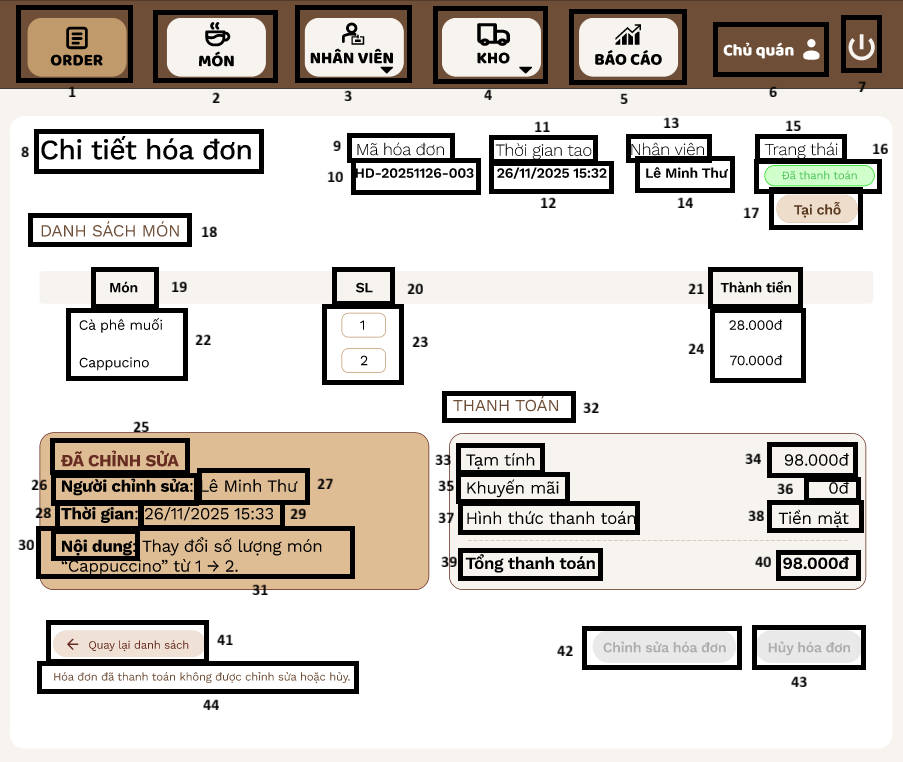 ORDER
MÓN
NHÂN VIÊN
KHO
BÁO CÁO
Chủ quán
1
2
3
4
5
6
7
8
Chi tiết hóa đơn
9
Mã hóa đơn
10
HD-20251126-003
11
Thời gian tạo
26/11/2025 15:32
12
13
Nhân viên
Lê Minh Thư
14
15
Trạng thái
16
Đã thanh toán
17
Tại chỗ
DANH SÁCH MÓN
18
Món
19
SL
20
21
Thành tiền
Cà phê muối
1
28.000đ
22
23
24
Cappucino
2
70.000đ
THANH TOÁN
32
25
ĐÃ CHỈNH SỬA
26
Người chỉnh sửa: Lê Minh Thư
27
28
Thời gian: 26/11/2025 15:33
29
30
Nội dung: Thay đổi số lượng món
“Cappuccino” từ 1 → 2.
31
33
Tạm tính
34
98.000đ
35
Khuyến mãi
36
0đ
37
Hình thức thanh toán
38
Tiền mặt
39
Tổng thanh toán
40
98.000đ
Quay lại danh sách
41
Hóa đơn đã thanh toán không được chỉnh sửa hoặc hủy.
44
42
Chỉnh sửa hóa đơn
Hủy hóa đơn
43